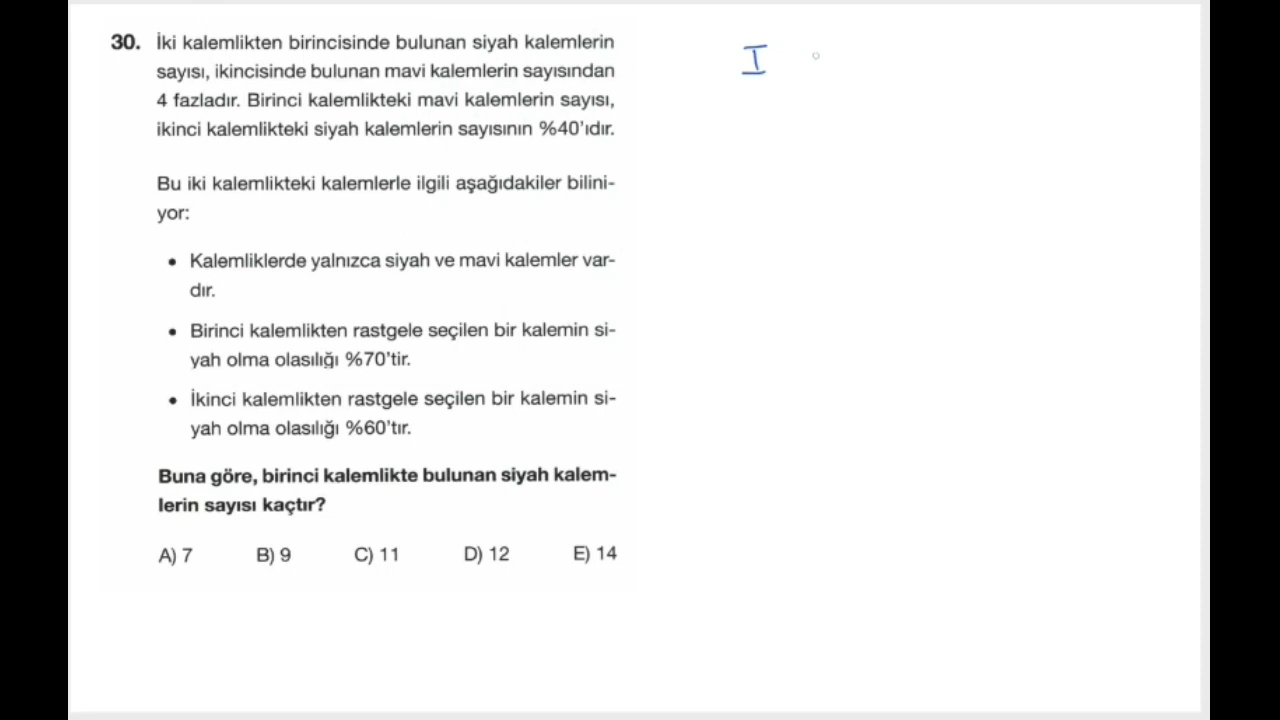 30. İki kalemlikten birincisinde bulunan siyah kalemlerin
sayısı, ikincisinde bulunan mavi kalemlerin sayısından
4 fazladır. Birinci kalemlikteki mavi kalemlerin sayısı,
ikinci kalemlikteki siyah kalemlerin sayısının %40'ıdır.
Bu iki kalemlikteki kalemlerle ilgili aşağıdakiler bilini-
yor:
• Kalemliklerde yalnızca siyah ve mavi kalemler var-
dır.
• Birinci kalemlikten rastgele seçilen bir kalemin si-
yah olma olasılığı %70'tir.
• İkinci kalemlikten rastgele seçilen bir kalemin si-
yah olma olasılığı %60'tır.
Buna göre, birinci kalemlikte bulunan siyah kalem-
lerin sayısı kaçtır?
A) 7 B) 9 C) 11 D) 12 E) 14
I